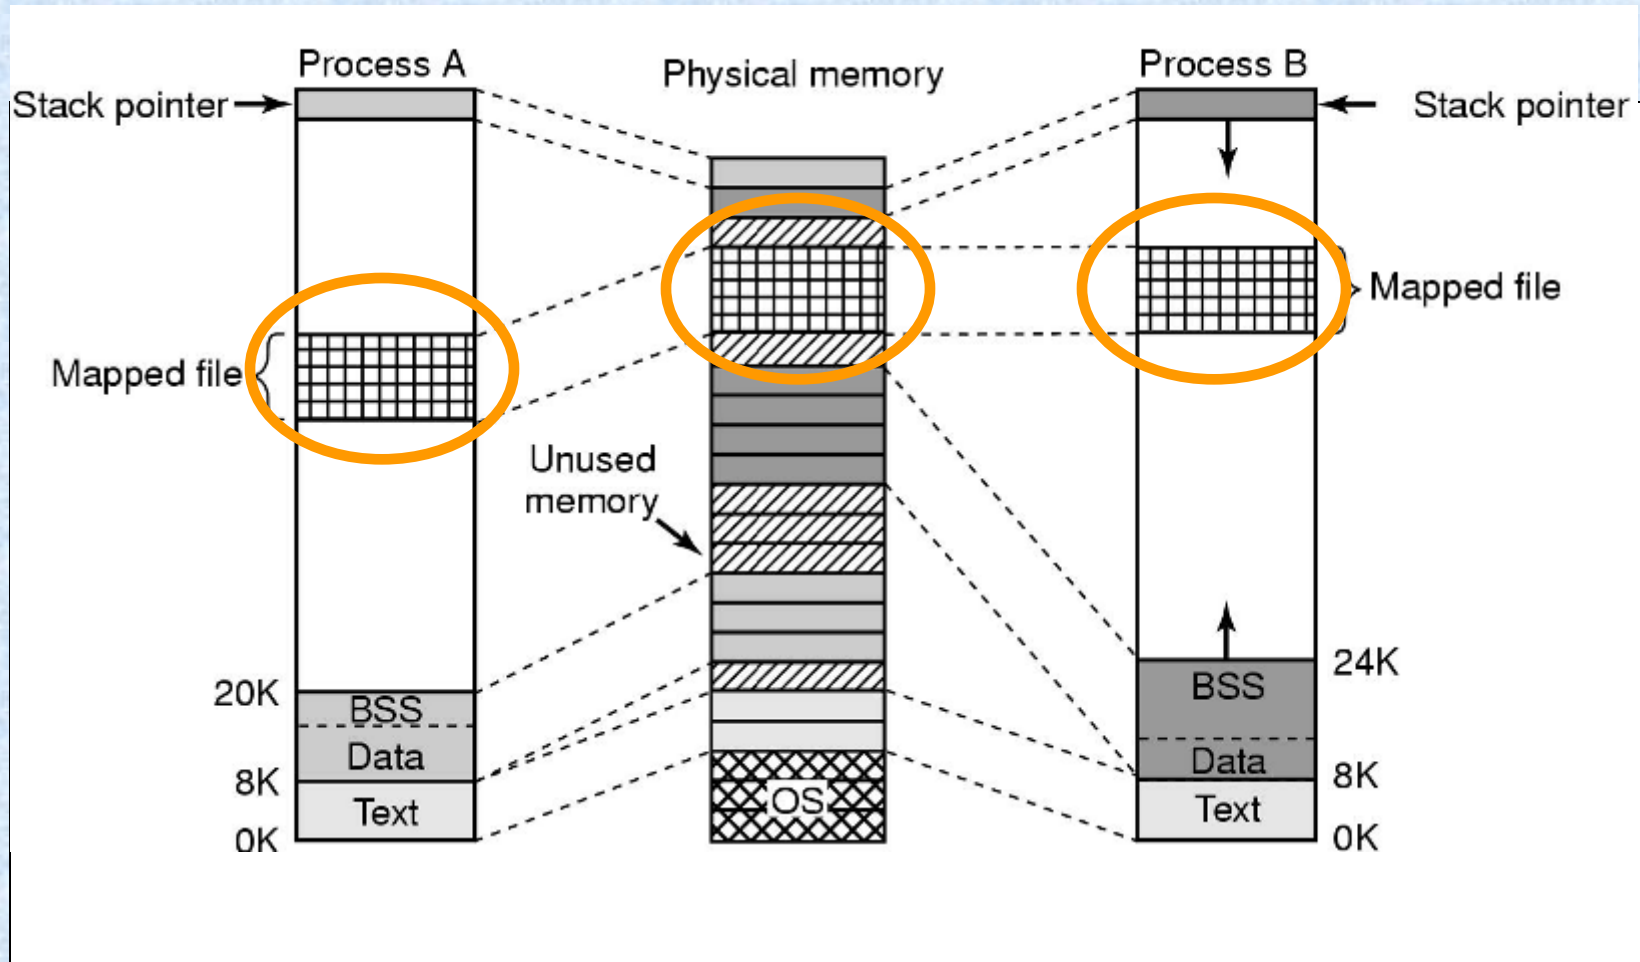 Process A
Physical memory
Process B
Stack pointer
Stack pointer
Mapped file
Mapped file
Unused
memory
20K
BSS
Data
8K
Text
0K
OS
24K
BSS
Data
8K
Text
0K